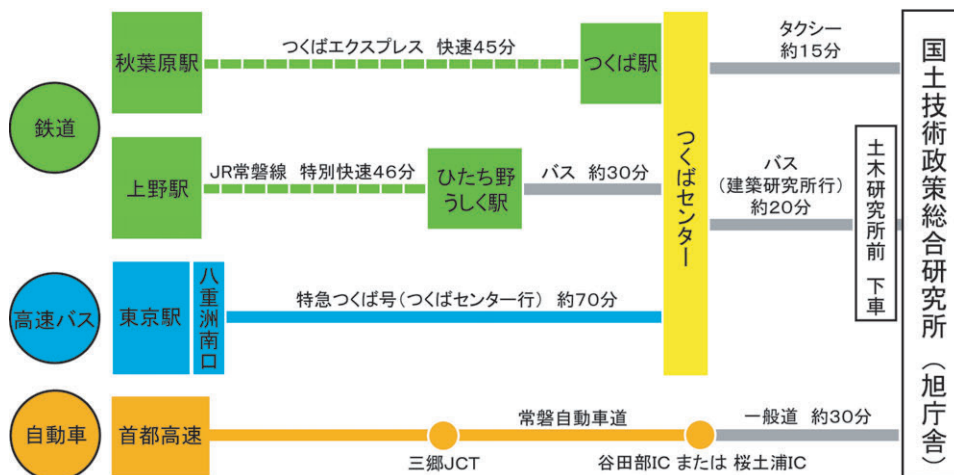 鉄道
秋葉原駅
つくばエクスプレス 快速45分
つくば駅
タクシー
約15分
上野駅
JR常磐線 特別快速46分
ひたち野
うしく駅
バス 約30分
つくばセンター
バス
（建築研究所行）
約20分
土木研究所前 下車
国土技術政策総合研究所（旭庁舎）
高速バス
東京駅
八重洲南口
特急つくば号（つくばセンター行） 約70分
自動車
首都高速
三郷JCT
常磐自動車道
谷田部IC または 桜土浦IC
一般道 約30分